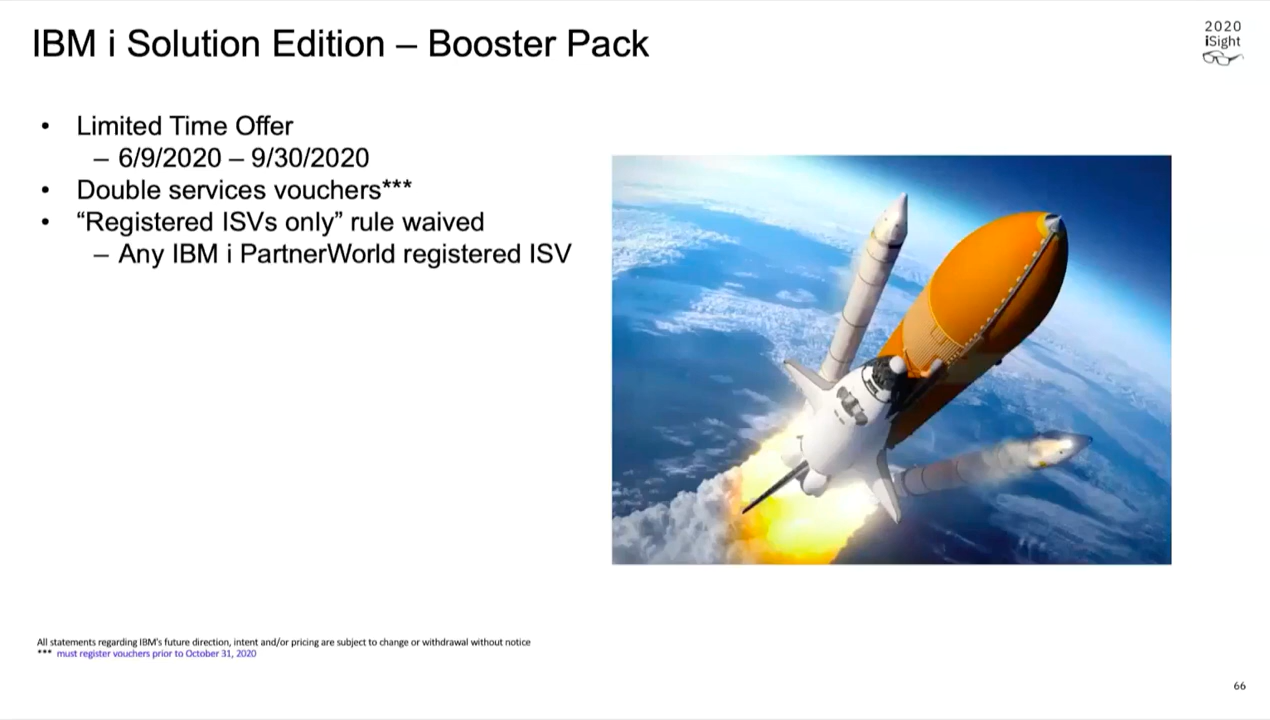 IBM i Solution Edition – Booster Pack
2020
iSight
• Limited Time Offer
– 6/9/2020 – 9/30/2020
• Double services vouchers***
• “Registered ISVs only” rule waived
– Any IBM i PartnerWorld registered ISV
All statements regarding IBM's future direction, intent and/or pricing are subject to change or withdrawal without notice
*** must register vouchers prior to October 31, 2020
66